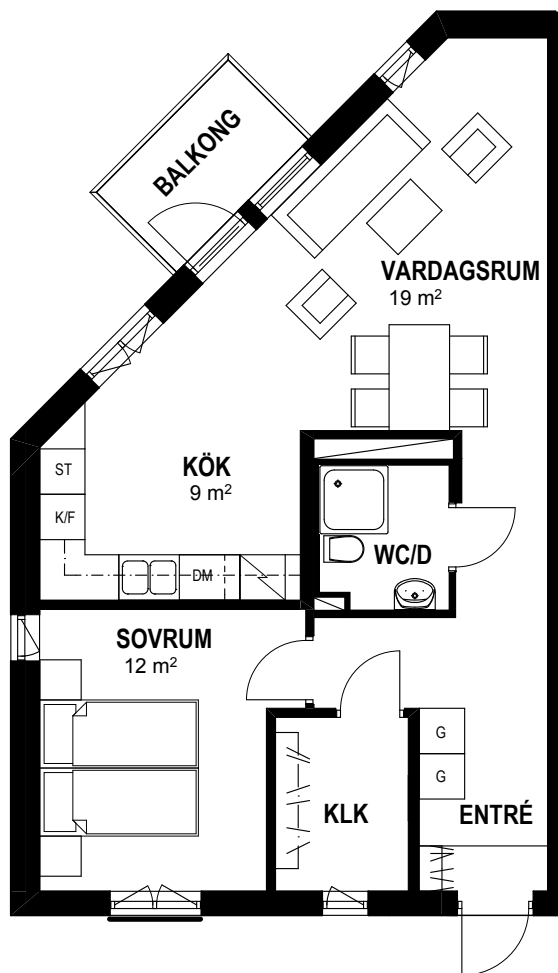 BALKONG
VARDAGSRUM
19 m²
KÖK
9 m²
ST
K/F
DM
WC/D
SOVRUM
12 m²
G
G
KLK
ENTRÉ